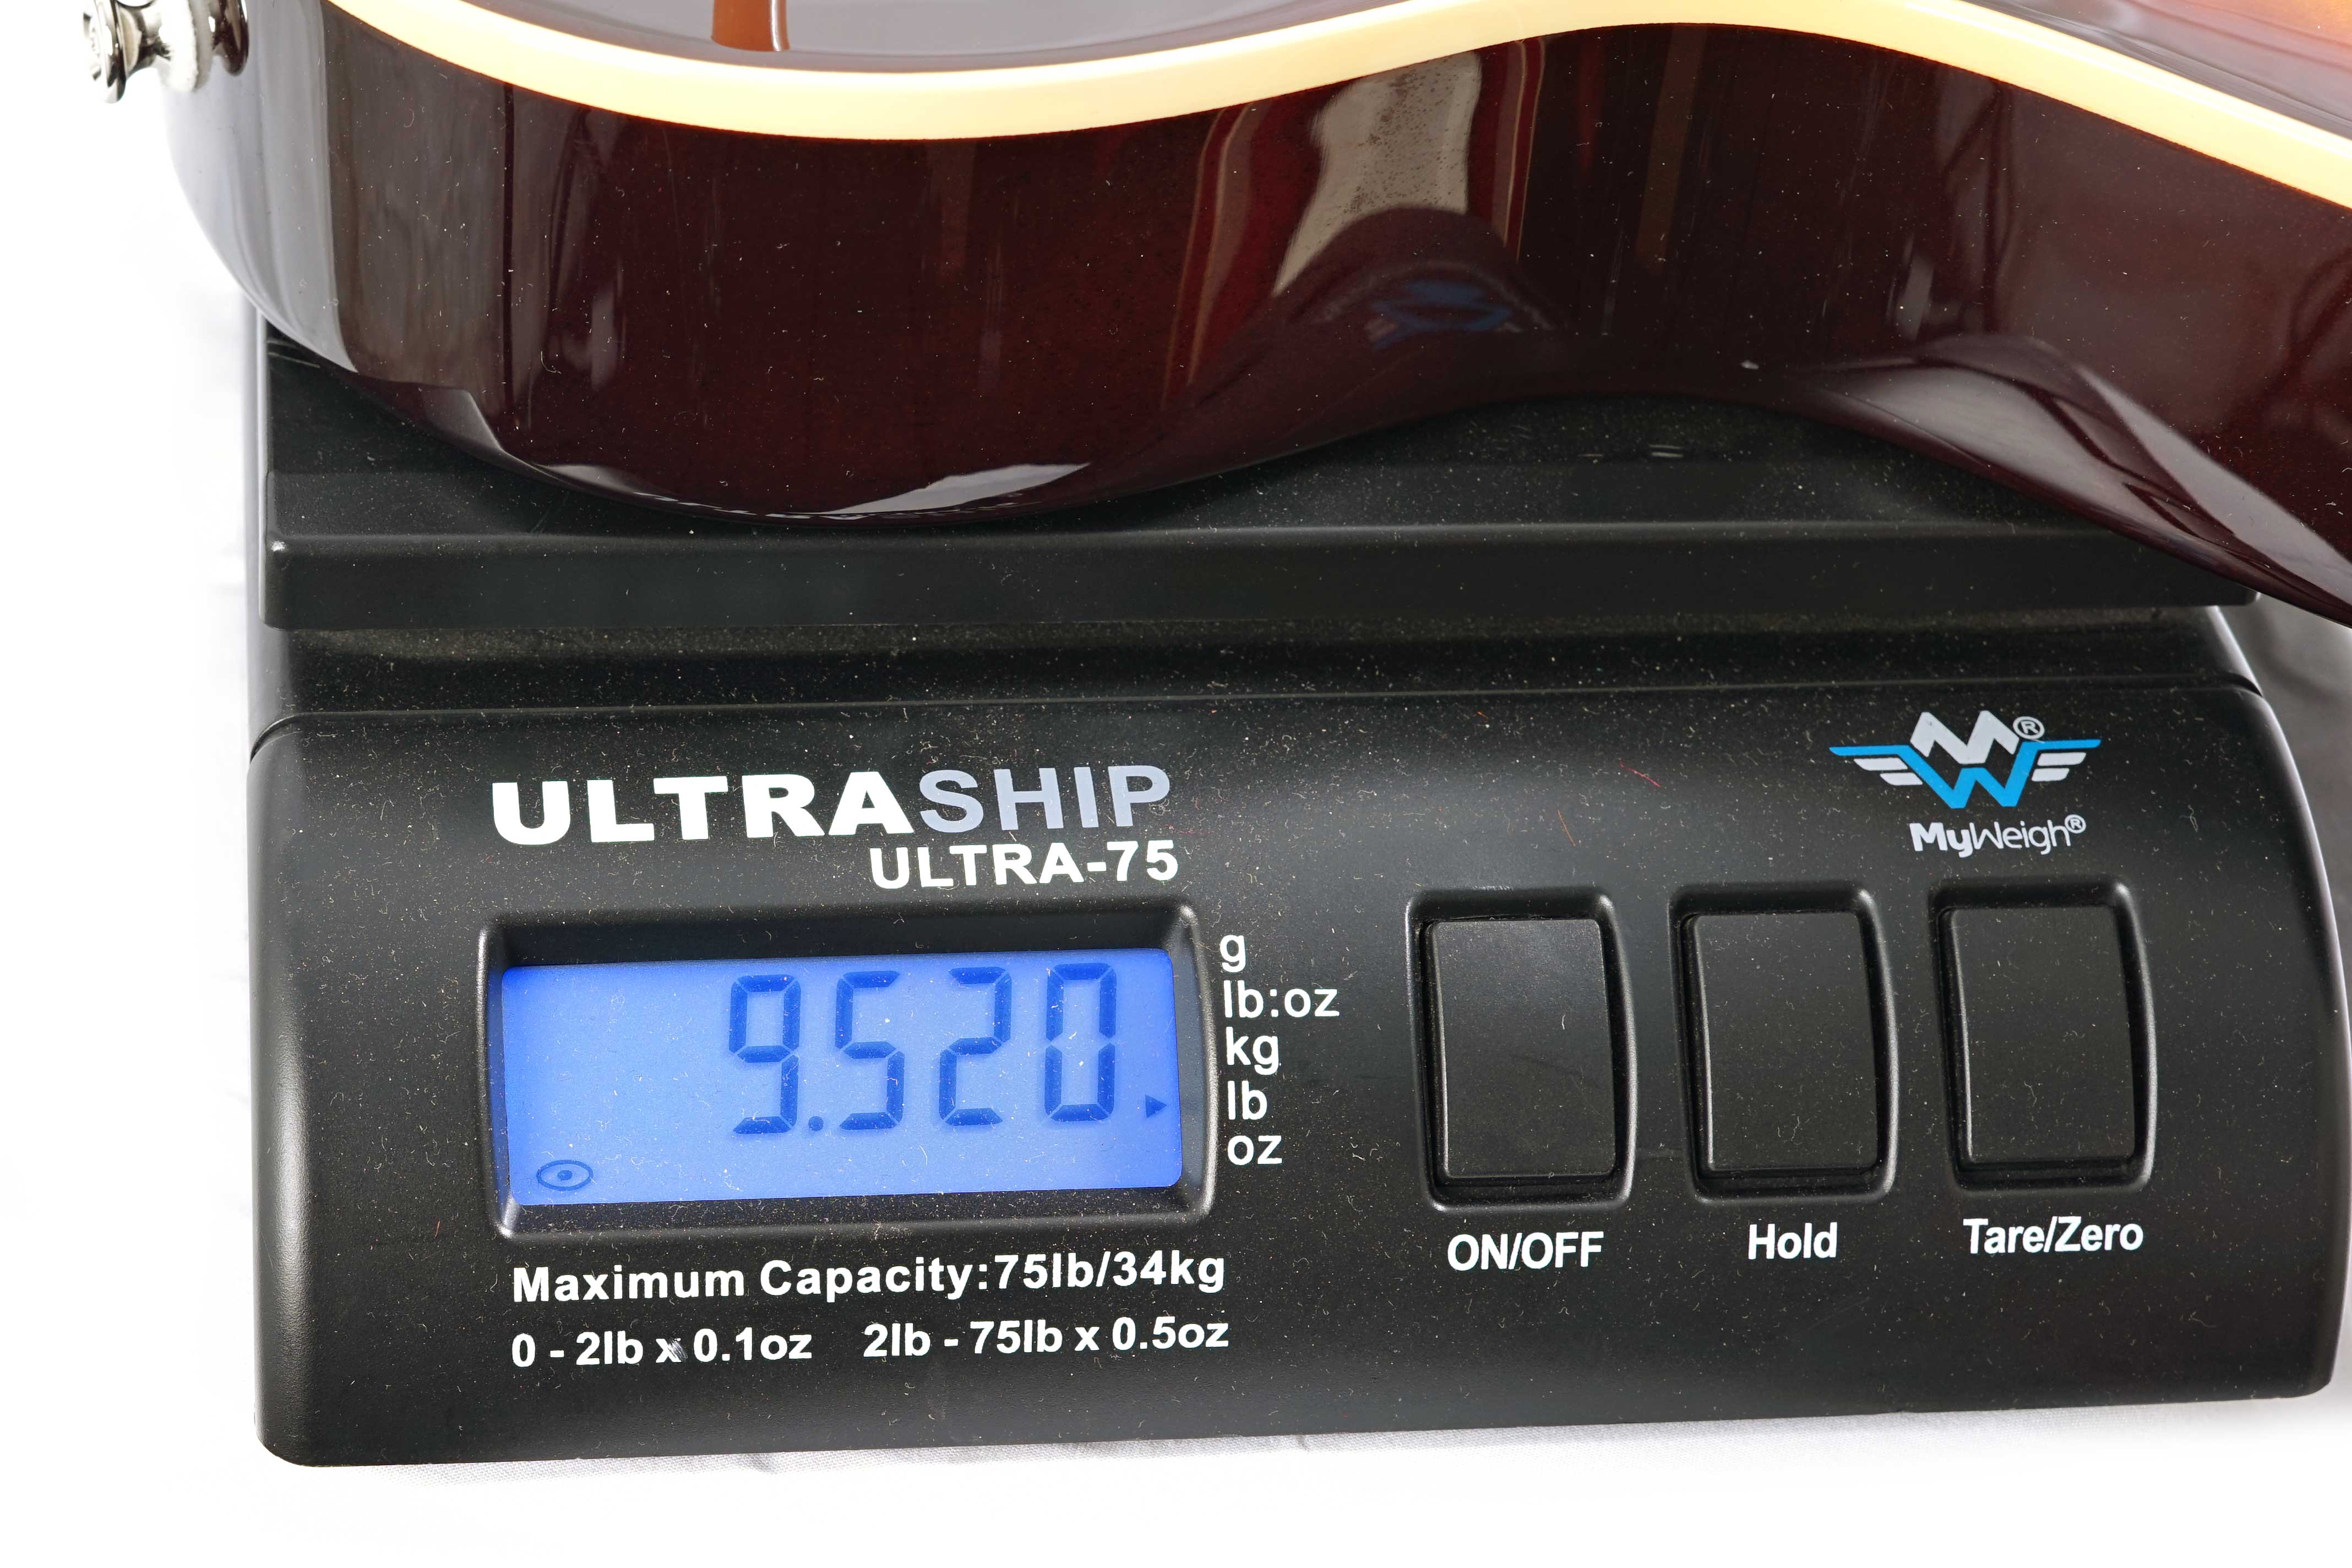 ULTRASHIP
ULTRA-75
MW®
MyWeigh®
9.520
g
lb:oz
kg
lb
oz
ON/OFF
Hold
Tare/Zero
Maximum Capacity:75lb/34kg
0 - 2lb x 0.1oz 2lb - 75lb x 0.5oz